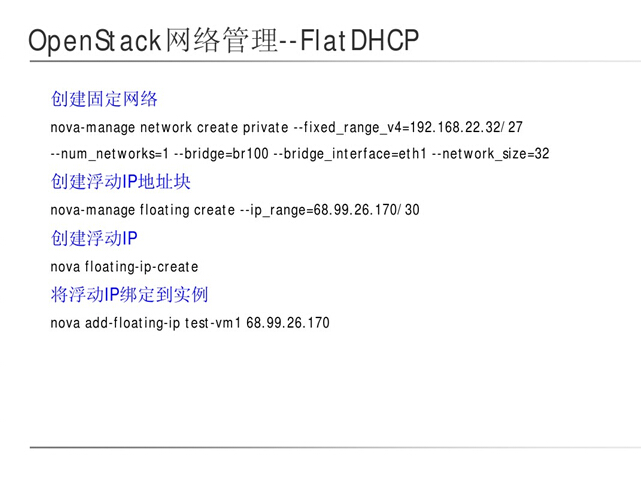 OpenStack网络管理--FlatDHCP
创建固定网络
nova-manage network create private --fixed_range_v4=192.168.22.32/27
--num_networks=1 --bridge=br100 --bridge_interface=eth1 --network_size=32
创建浮动IP地址块
nova-manage floating create --ip_range=68.99.26.170/30
创建浮动IP
nova floating-ip-create
将浮动IP绑定到实例
nova add-floating-ip test-vm1 68.99.26.170